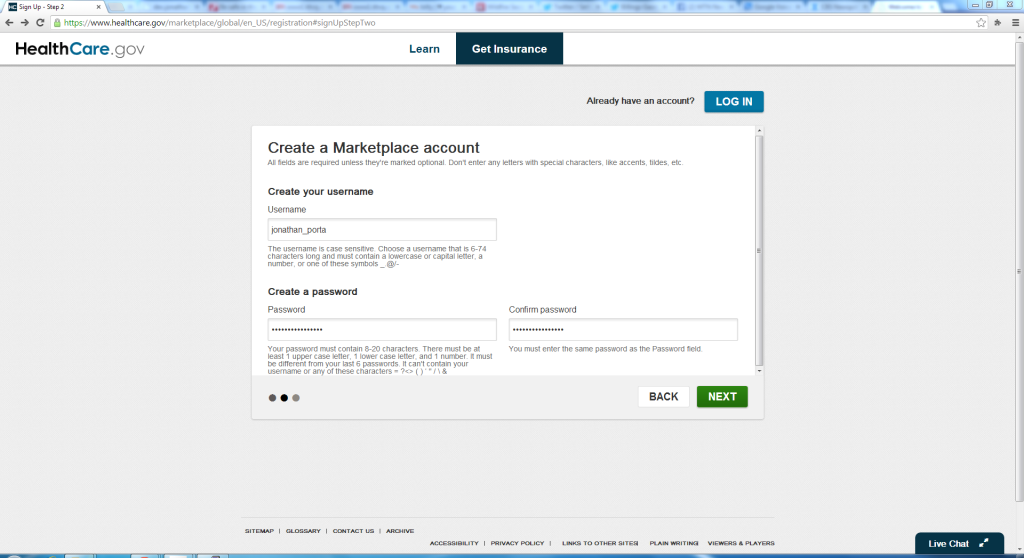 Sign Up - Step 2
https://www.healthcare.gov/marketplace/global/en_US/registration#signUpStepTwo
HealthCare.gov
Learn
Get Insurance
Already have an account?
LOG IN
Create a Marketplace account
All fields are required unless they're marked optional. Don't enter any letters with special characters, like accents, tildes, etc.
Create your username
Username
jonathan_porta
The username is case sensitive. Choose a username that is 6-74
characters long and must contain a lowercase or capital letter, a
number, or one of these symbols _.@/-
Create a password
Password
Confirm password
••••••••••••••••
••••••••••••••••
Your password must contain 8-20 characters. There must be at
least 1 upper case letter, 1 lower case letter, and 1 number. It must
be different from your last 6 passwords. It can't contain your
username or any of these characters = ?<> ( ) ' " / \ &
You must enter the same password as the Password field.
BACK
NEXT
SITEMAP | GLOSSARY | CONTACT US | ARCHIVE
ACCESSIBILITY | PRIVACY POLICY | LINKS TO OTHER SITES PLAIN WRITING VIEWERS & PLAYERS
Live Chat